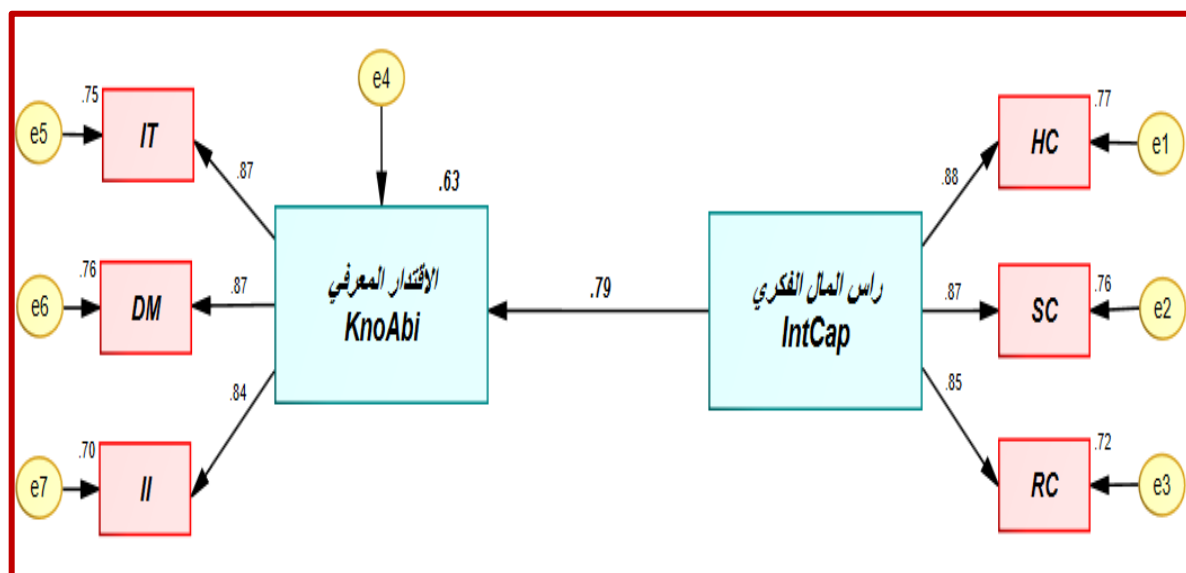 e4
.75
e5
IT
.87
.63
.77
HC
e1
.88
.76
e6
DM
.87
الاقتدار المعرفي
KnoAbi
.79
راس المال الفكري
IntCap
.87
.76
SC
e2
.84
.70
e7
II
.85
.72
RC
e3